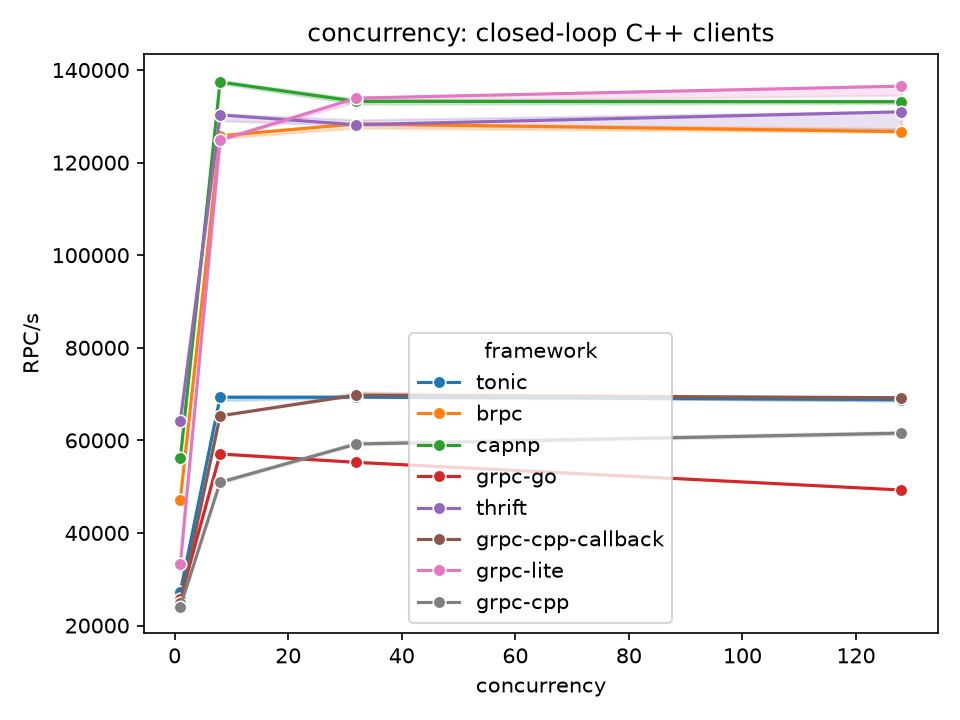 concurrency: closed-loop C++ clients
140000
120000
100000
80000
60000
40000
20000
RPC/s
framework
tonic
brpc
capnp
grpc-go
thrift
grpc-cpp-callback
grpc-lite
grpc-cpp
0 20 40 60 80 100 120
concurrency